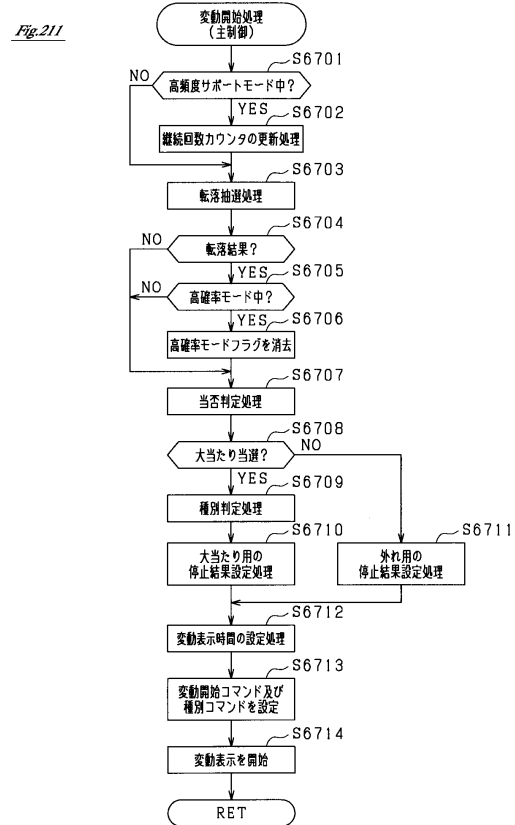 Fig.211
変動開始処理
(主制御)
S6701
高頻度サポートモード中?
NO
YES
S6702
継続回数カウンタの更新処理
S6703
転落抽選処理
S6704
転落結果?
NO
YES
S6705
高確率モード中?
NO
YES
S6706
高確率モードフラグを消去
S6707
当否判定処理
S6708
大当たり当選?
NO
YES
S6709
種別判定処理
S6710
大当たり用の
停止結果設定処理
S6711
外れ用の
停止結果設定処理
S6712
変動表示時間の設定処理
S6713
変動開始コマンド及び
種別コマンドを設定
S6714
変動表示を開始
RET